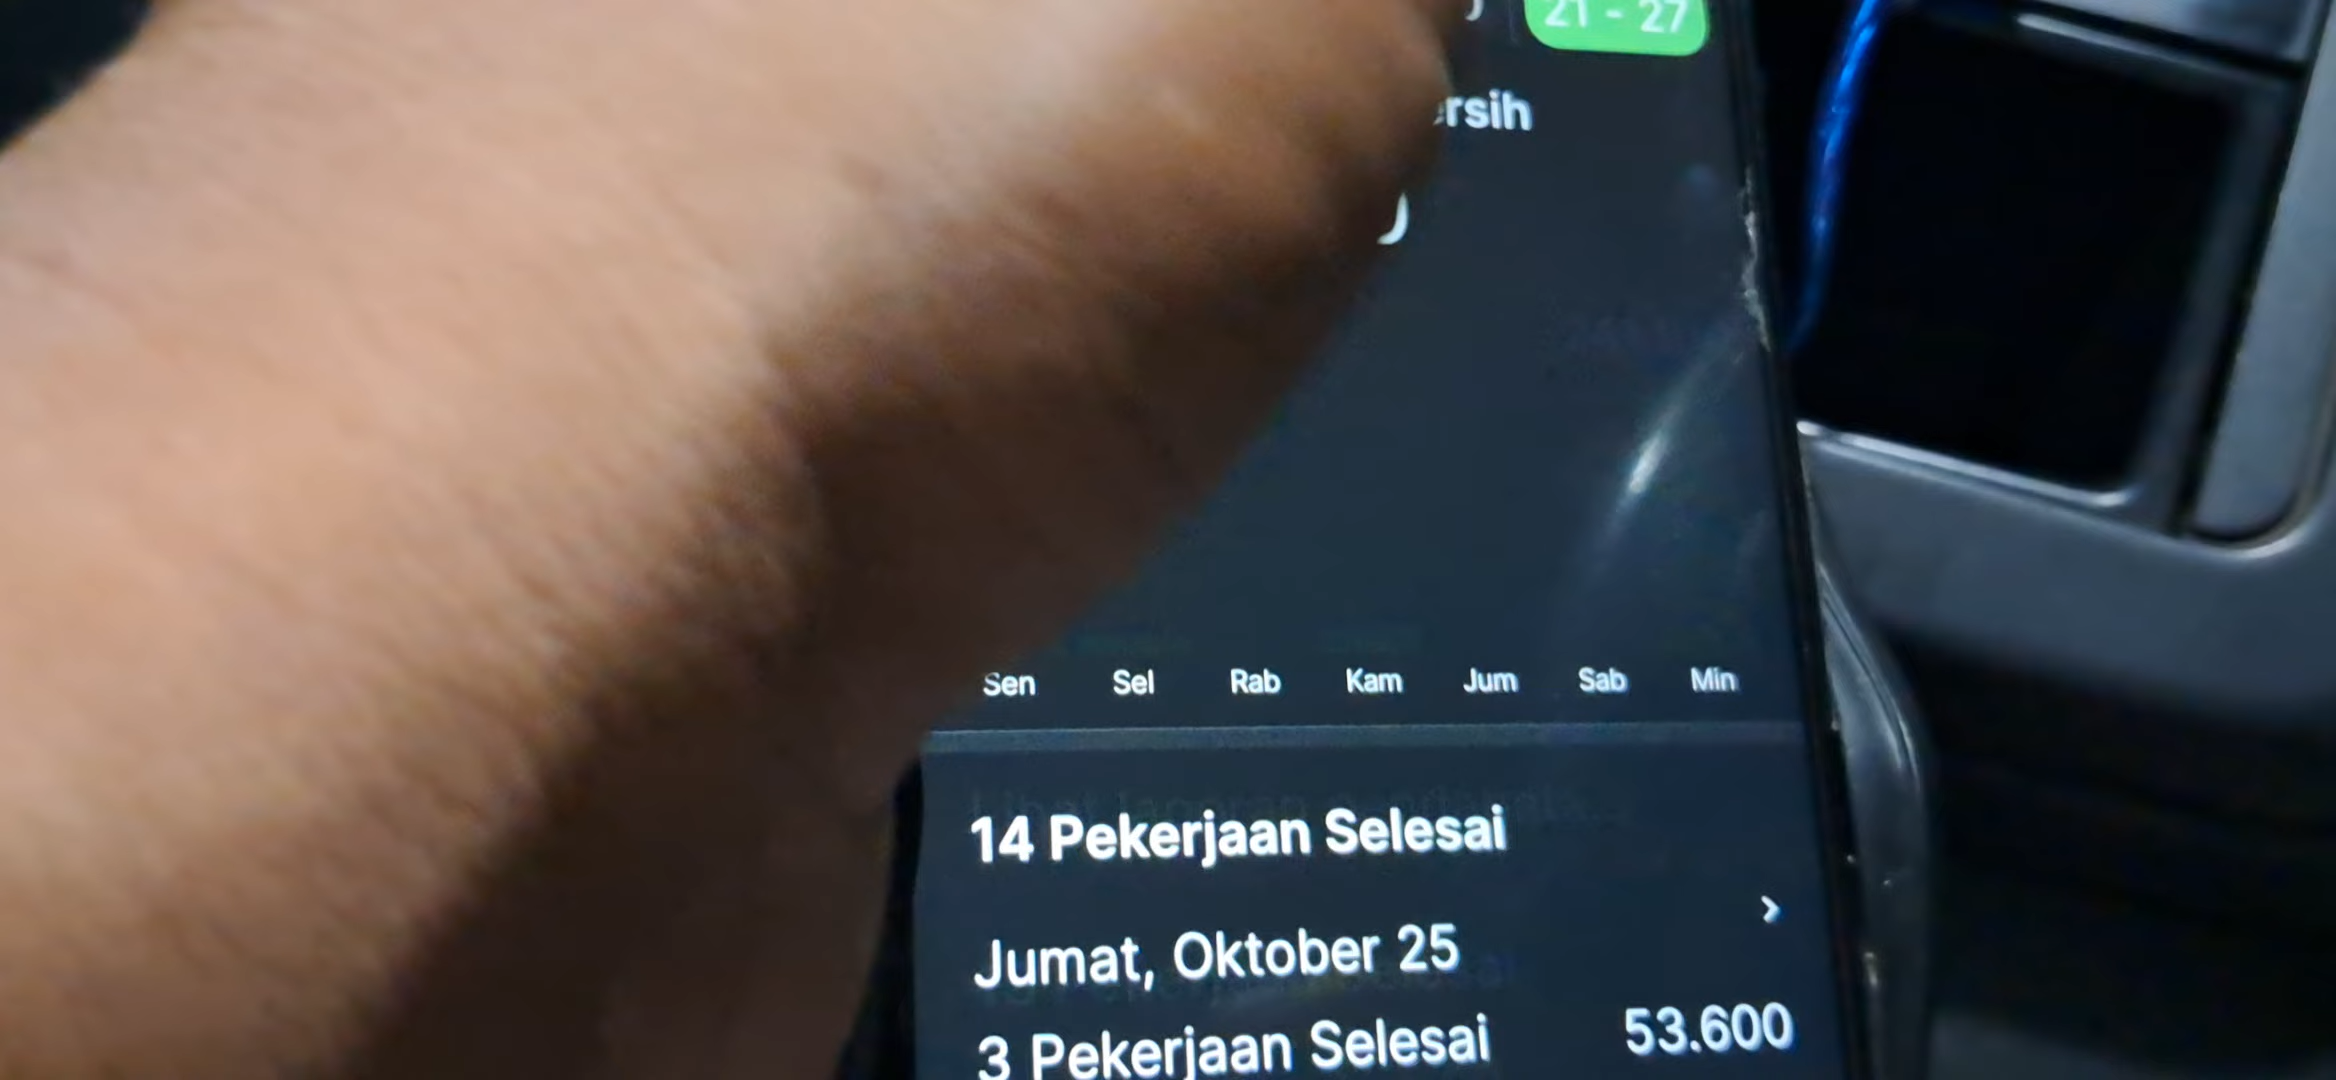 21 - 27
Sen Sel Rab Kam Jum Sab Min
14 Pekerjaan Selesai
Jumat, Oktober 25
3 Pekerjaan Selesai 53.600